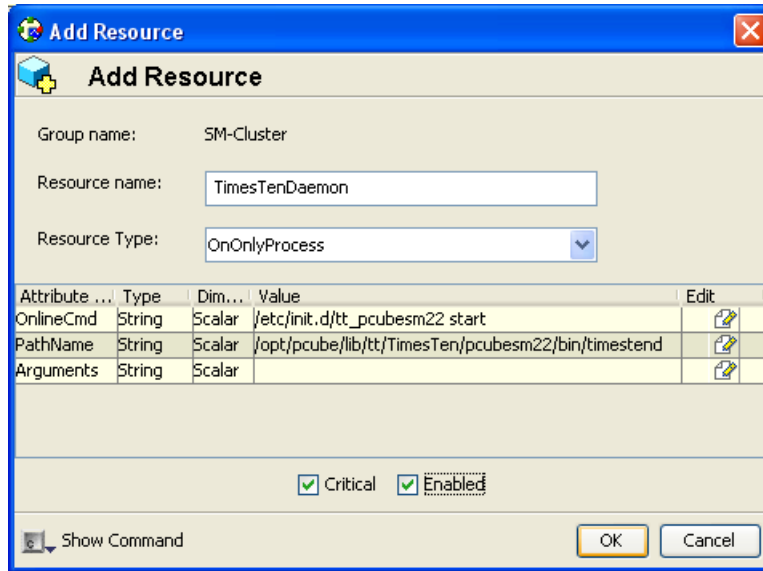 Add Resource
Add Resource
Group name: SM-Cluster
Resource name: TimesTenDaemon
Resource Type: OnOnlyProcess
Attribute ... Type Dim... Value Edit
OnlineCmd String Scalar /etc/init.d/tt_pcubesm22 start
PathName String Scalar /opt/pcube/lib/tt/TimesTen/pcubesm22/bin/timestend
Arguments String Scalar
Critical Enabled
Show Command OK Cancel